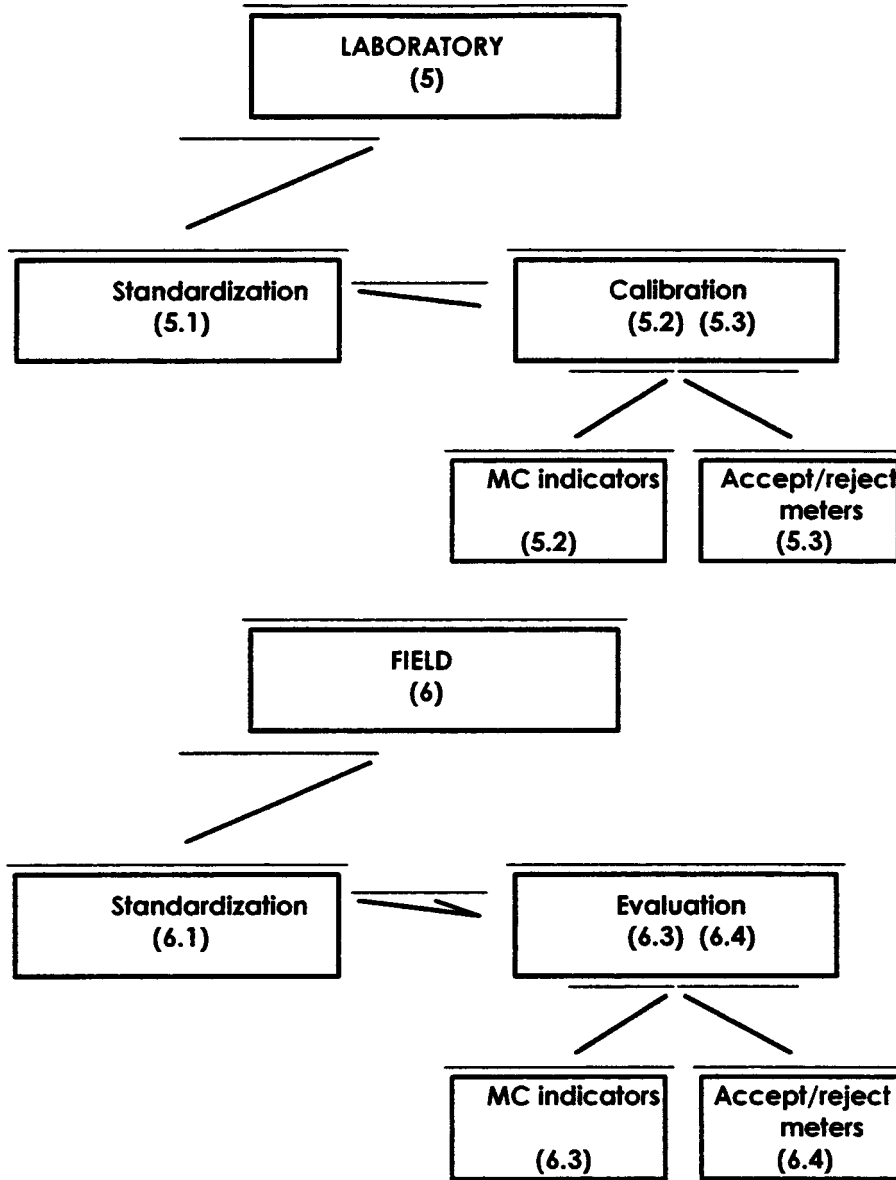 LABORATORY
(5)
Standardization
(5.1)
Calibration
(5.2) (5.3)
MC indicators
(5.2)
Accept/reject
meters
(5.3)
FIELD
(6)
Standardization
(6.1)
Evaluation
(6.3) (6.4)
MC indicators
(6.3)
Accept/reject
meters
(6.4)